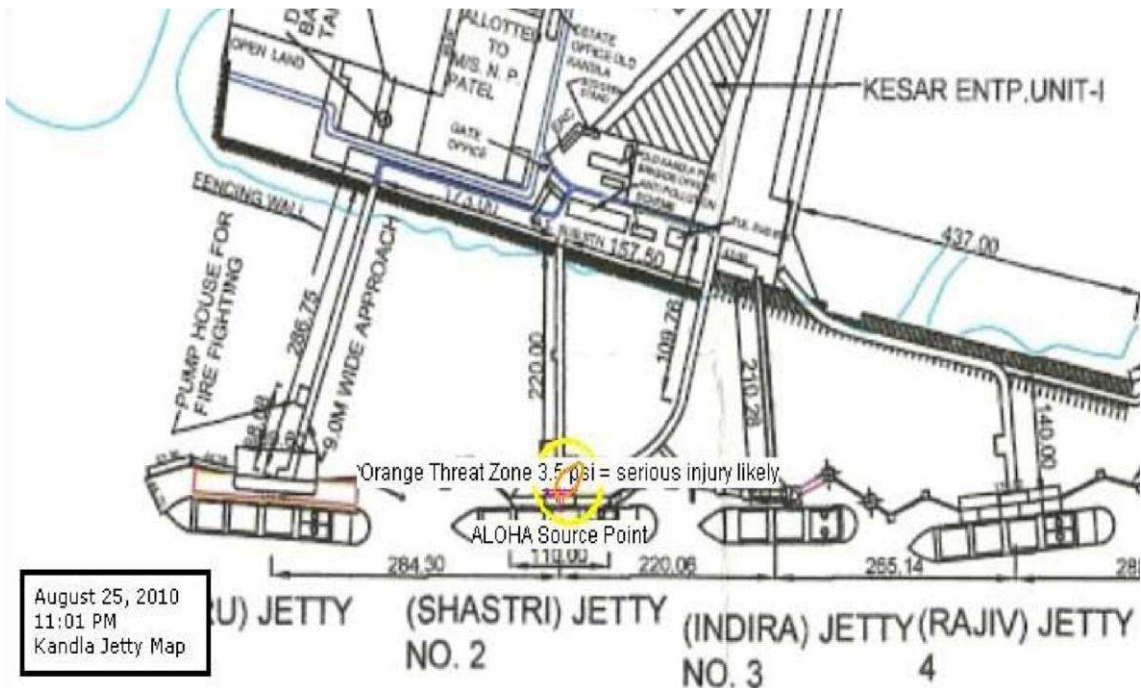 ALLOTTED
TO
M/S. N. P.
PATEL
OPEN LAND
ESTATE
OFFICE OLD
KANDLA
GATE
OFFICE
KESAR ENTP.UNIT-I
FENCING WALL
173.00
157.50
437.00
PUMP HOUSE FOR
FIRE FIGHTING
286.75
9.0M WIDE APPROACH
220.00
109.76
210.28
140.00
Orange Threat Zone 3.5 psi = serious injury likely
ALOHA Source Point
110.00
284.30
220.06
265.14
August 25, 2010
11:01 PM
Kandla Jetty Map
RU) JETTY
(SHASTRI) JETTY
NO. 2
(INDIRA) JETTY
NO. 3
(RAJIV) JETTY
4